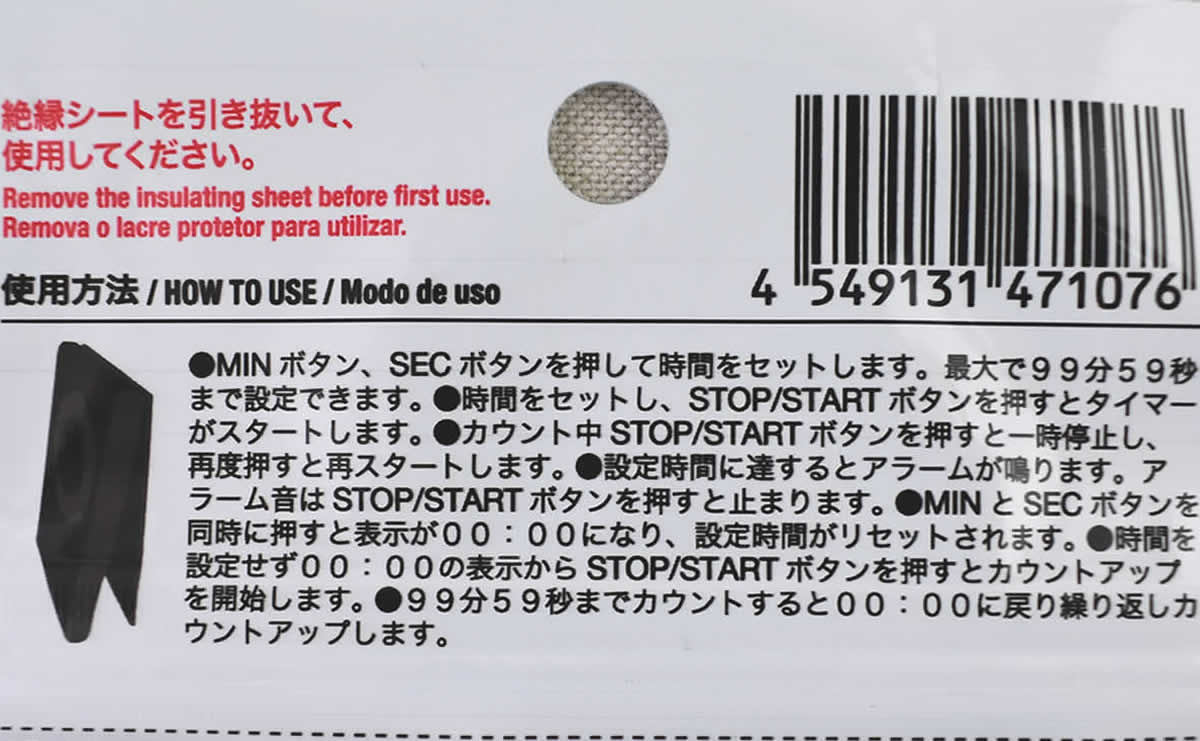 絶縁シートを引き抜いて、
使用してください。
Remove the insulating sheet before first use.
Remova o lacre protetor para utilizar.
使用方法 / HOW TO USE / Modo de uso
4 549131 471076
●MIN ボタン、SEC ボタンを押して時間をセットします。最大で９９分５９秒
まで設定できます。●時間をセットし、STOP/START ボタンを押すとタイマー
がスタートします。●カウント中 STOP/START ボタンを押すと一時停止し、
再度押すと再スタートします。●設定時間に達するとアラームが鳴ります。ア
ラーム音は STOP/START ボタンを押すと止まります。●MIN と SEC ボタンを
同時に押すと表示が００：００になり、設定時間がリセットされます。●時間を
設定せず００：００の表示から STOP/START ボタンを押すとカウントアップ
を開始します。●９９分５９秒までカウントすると００：００に戻り繰り返しカ
ウントアップします。